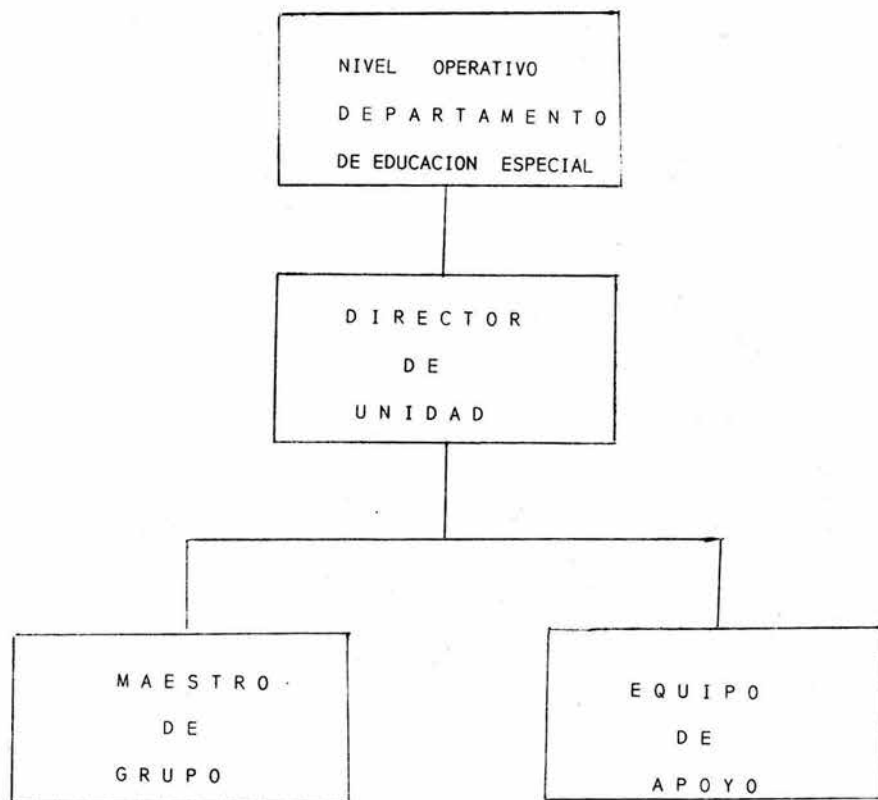 NIVEL OPERATIVO
DEPARTAMENTO
DE EDUCACION ESPECIAL
DIRECTOR
DE
UNIDAD
MAESTRO
DE
GRUPO
EQUIPO
DE
APOYO